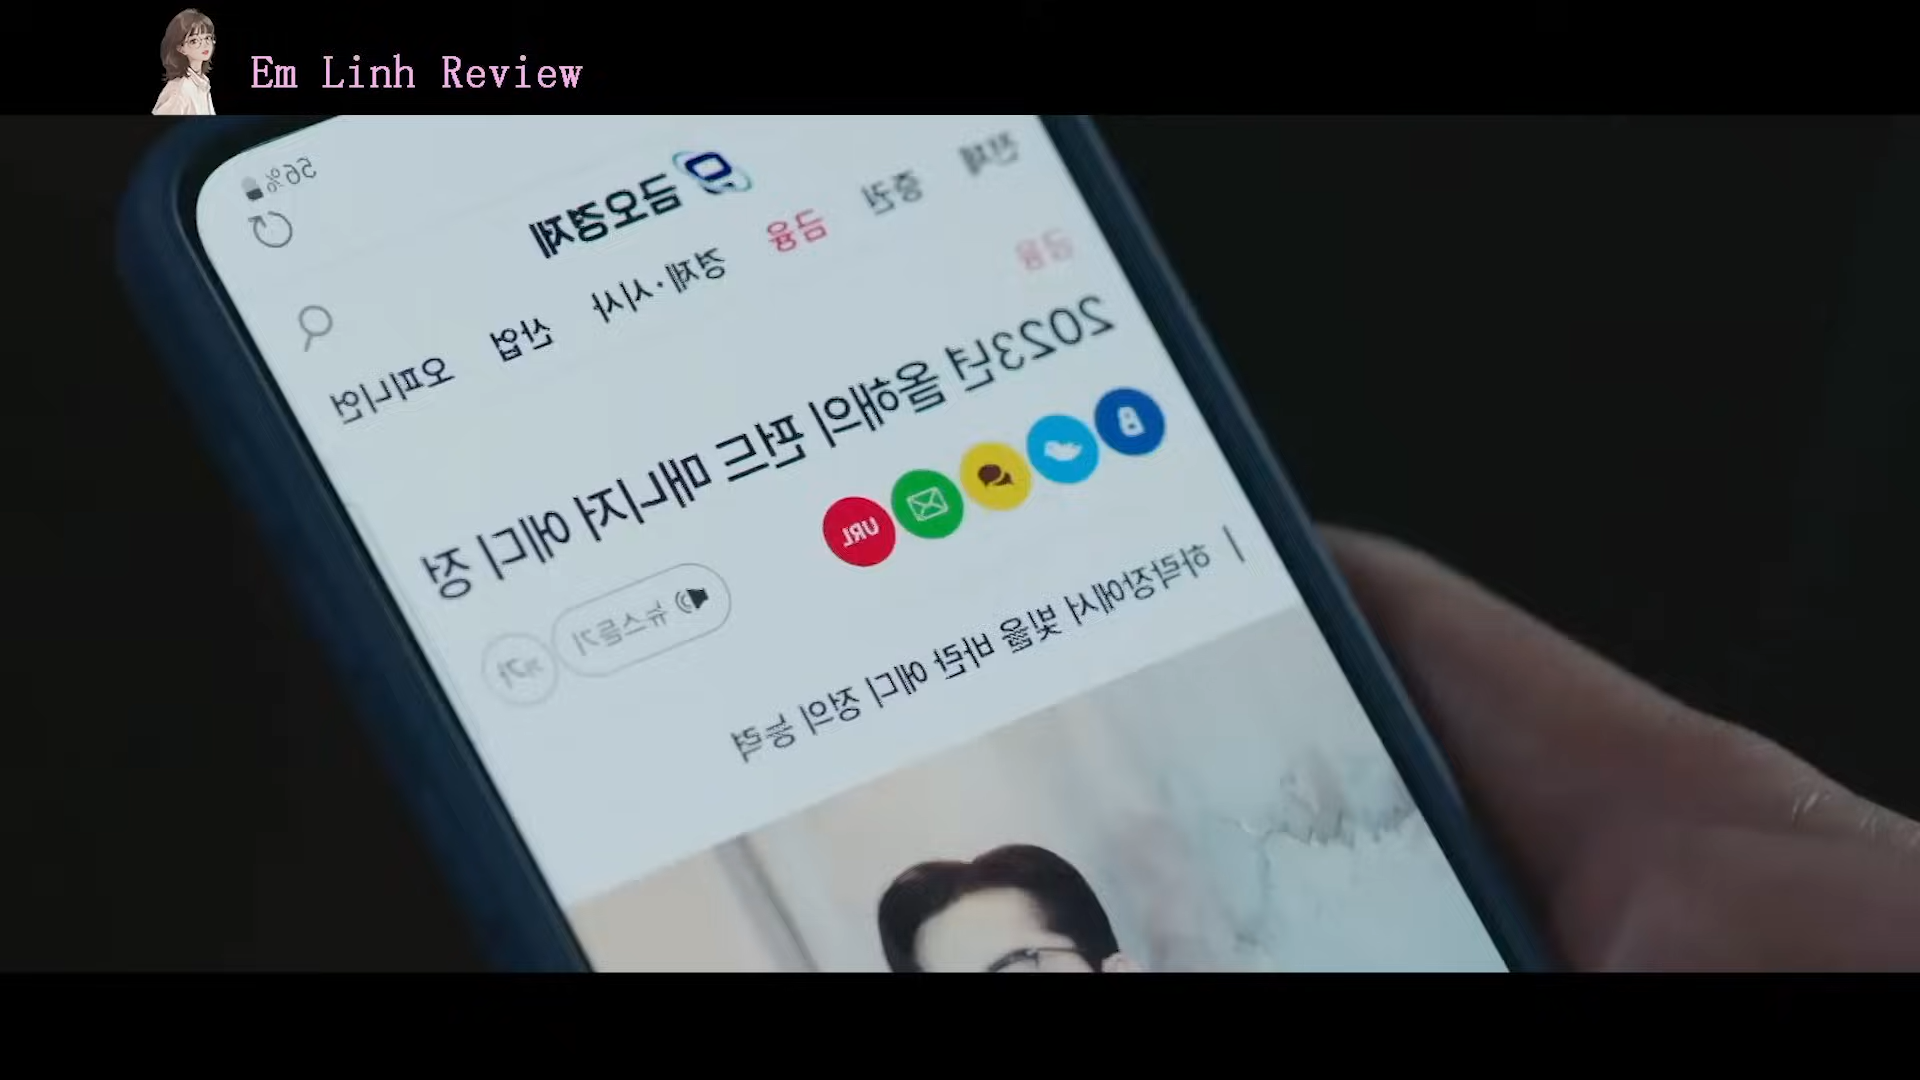 Em Linh Review
56%
금오경제
전체 증권 금융 경제·시사 산업 오피니언
금융
2023년 올해의 펀드 매니저 에디 정
URL
뉴스듣기
하락장에서 빛을 바란 에디 정의 능력